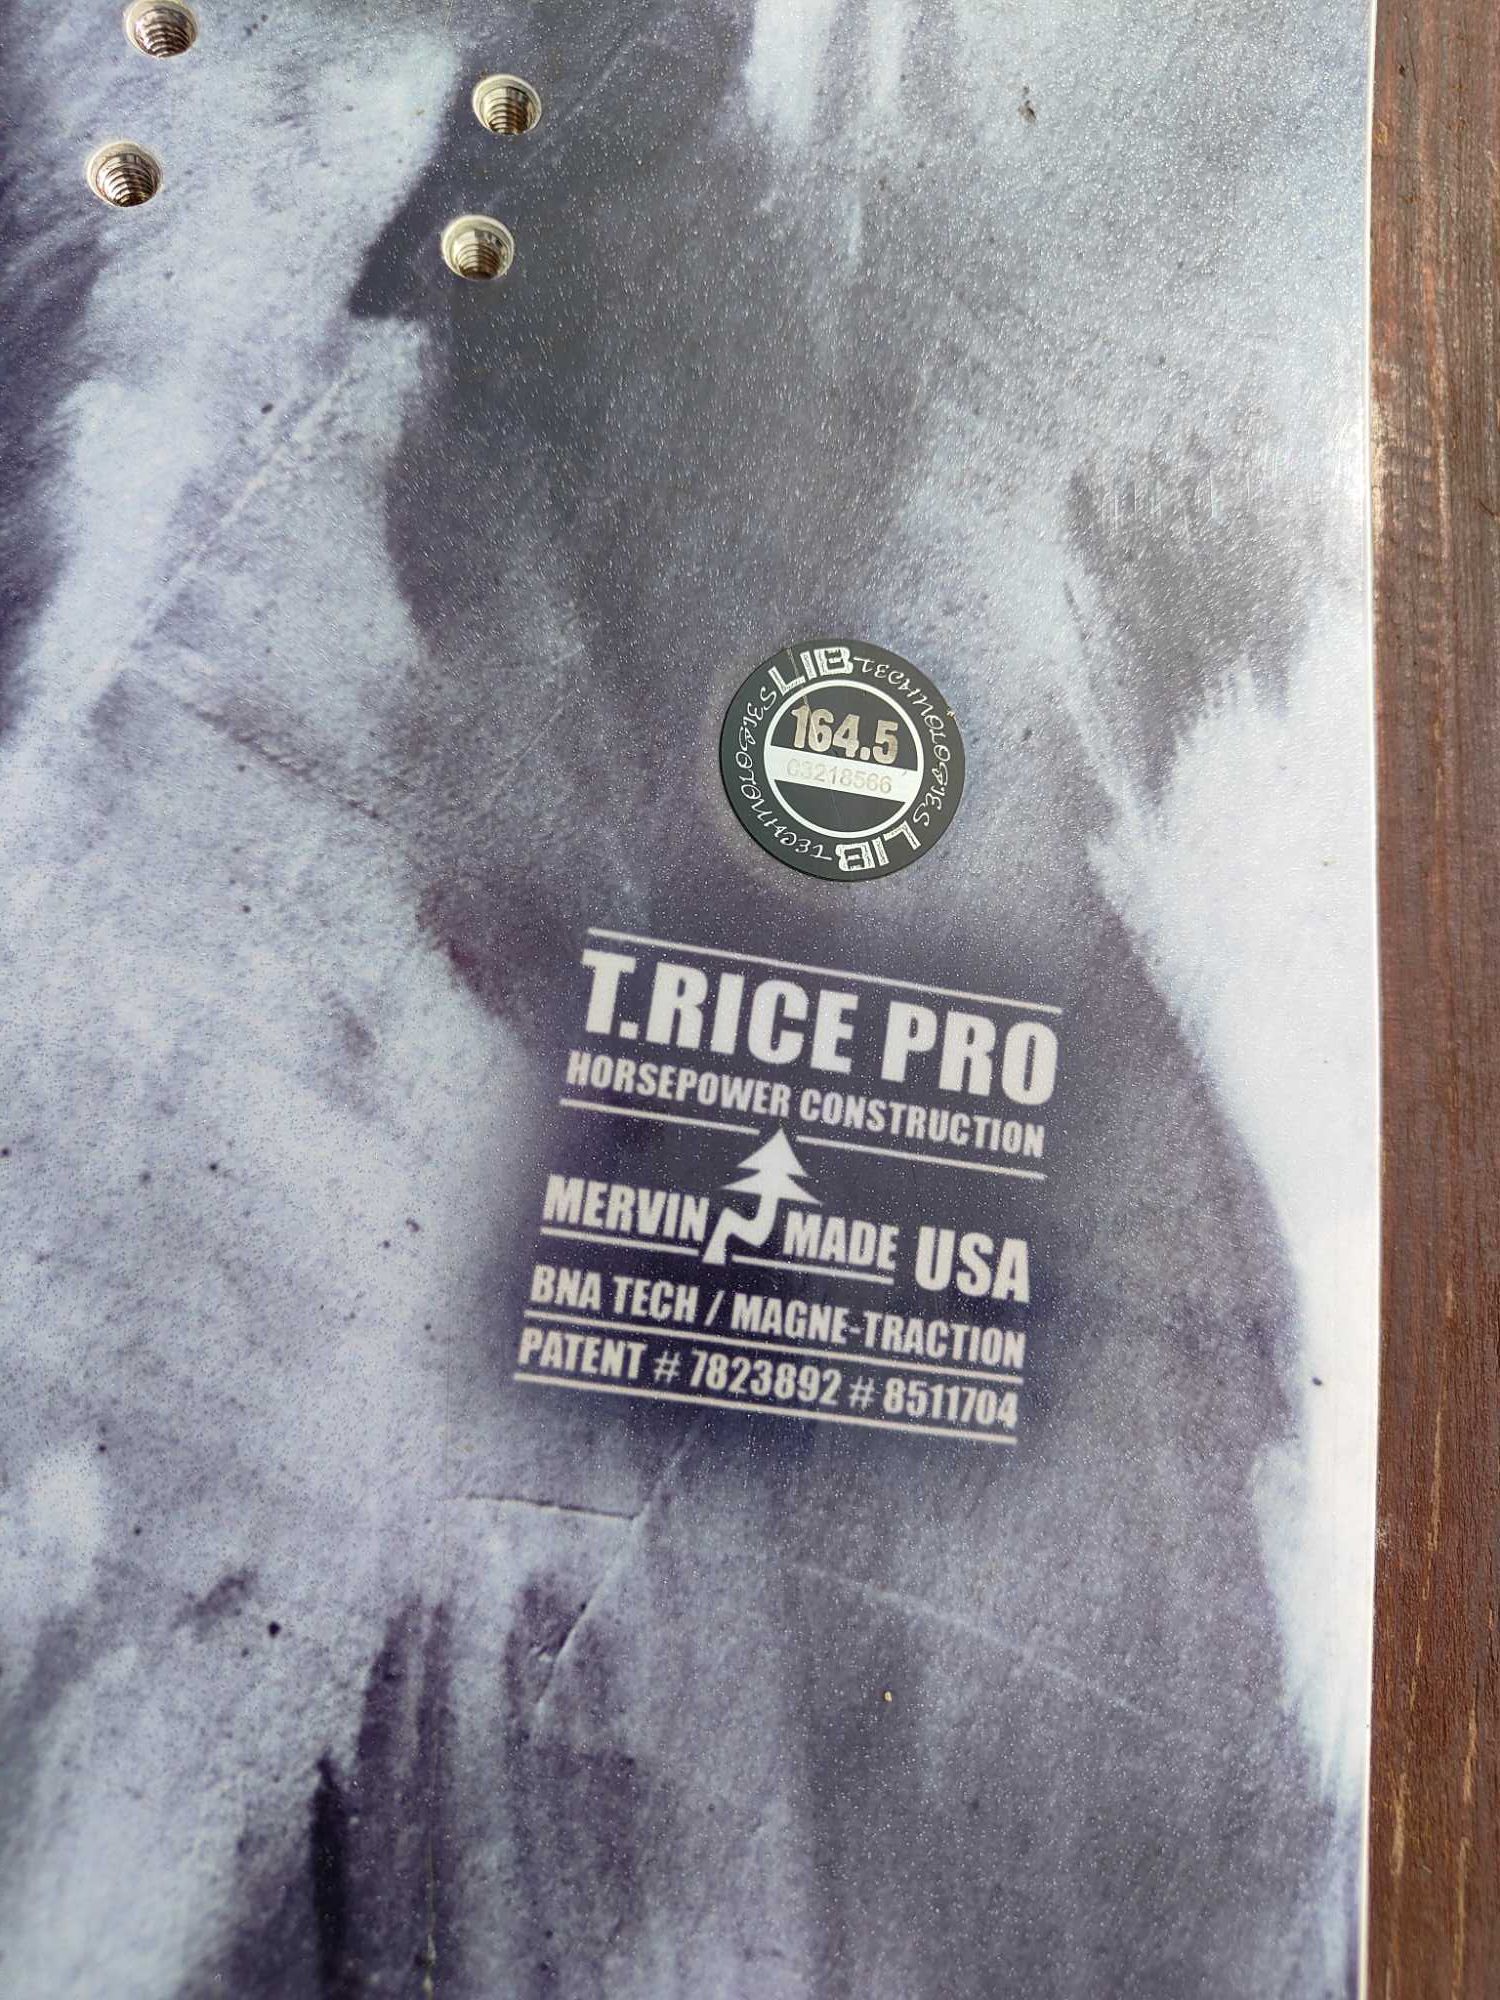 LIB TECHNOLOGIES LIB TECHNOLOGIES
164.5
03218566
T.RICE PRO
HORSEPOWER CONSTRUCTION
MERVIN MADE USA
BNA TECH / MAGNE-TRACTION
PATENT # 7823892 # 8511704